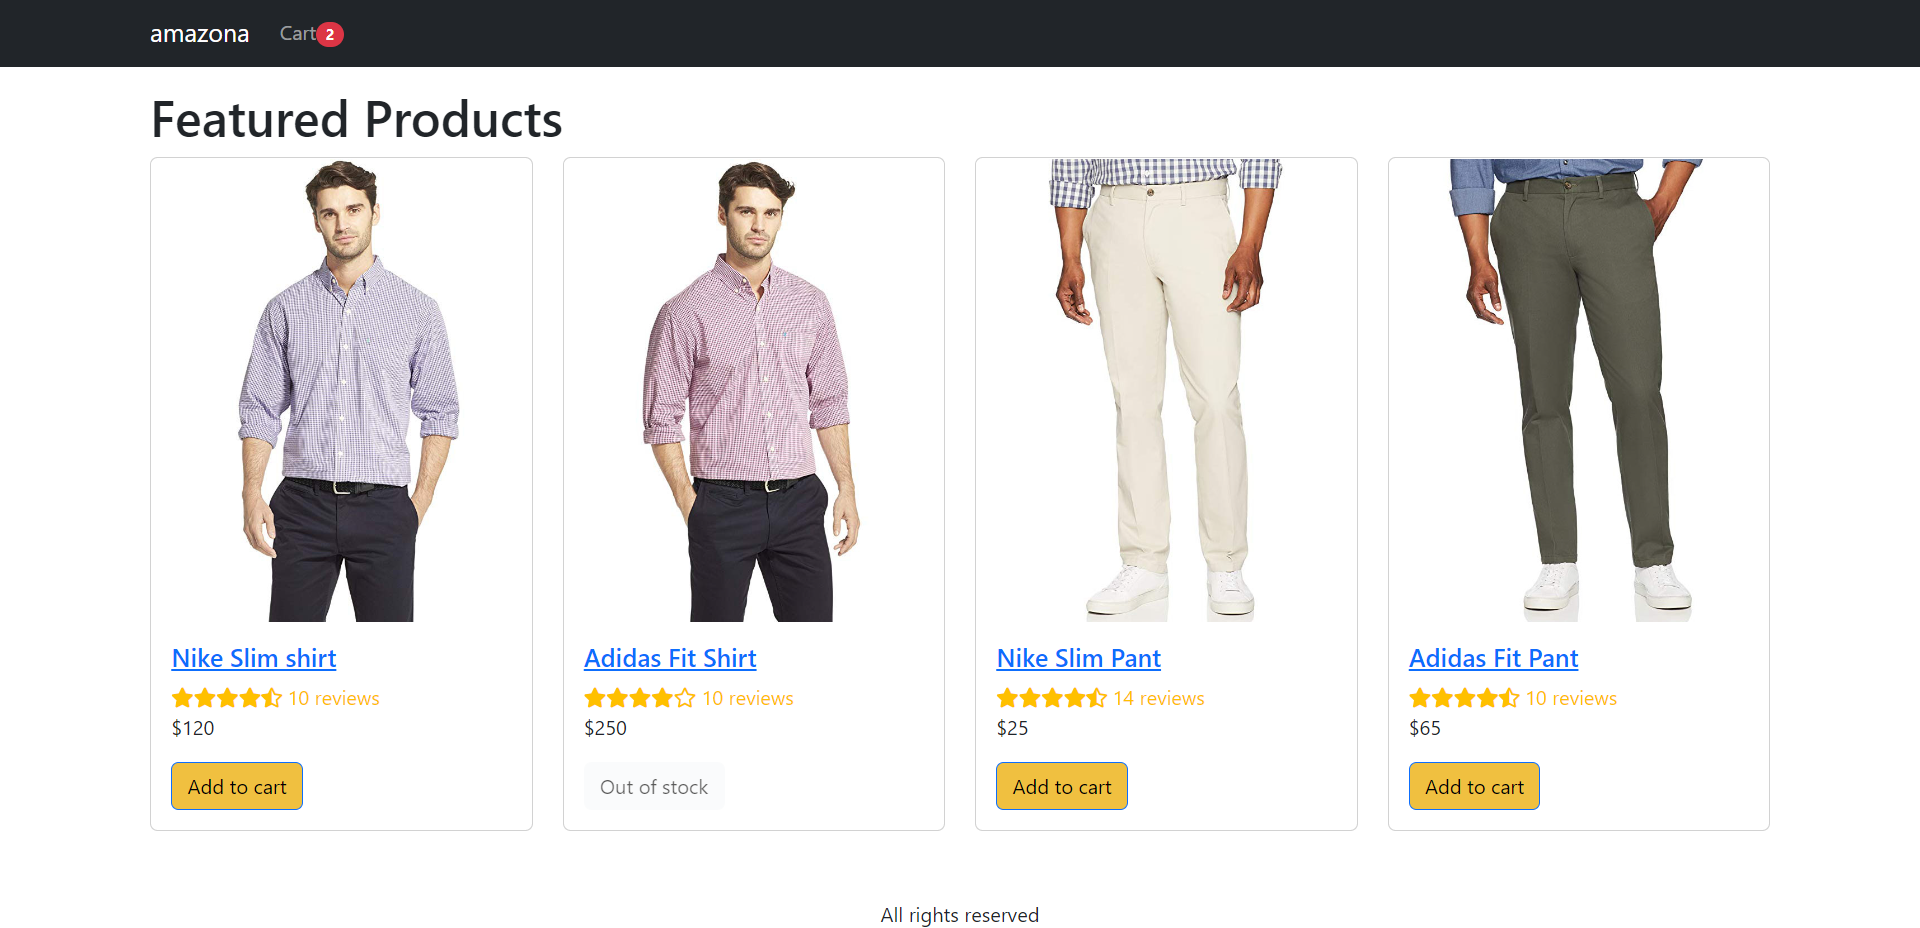 amazona Cart 2
Featured Products
Nike Slim shirt
10 reviews
$120
Add to cart
Adidas Fit Shirt
10 reviews
$250
Out of stock
Nike Slim Pant
14 reviews
$25
Add to cart
Adidas Fit Pant
10 reviews
$65
Add to cart
All rights reserved